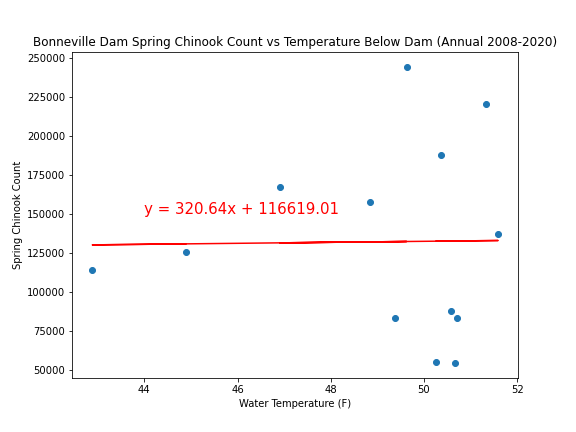 Bonneville Dam Spring Chinook Count vs Temperature Below Dam (Annual 2008-2020)
250000
225000
200000
175000
150000
125000
100000
75000
50000
Spring Chinook Count
y = 320.64x + 116619.01
44 46 48 50 52
Water Temperature (F)